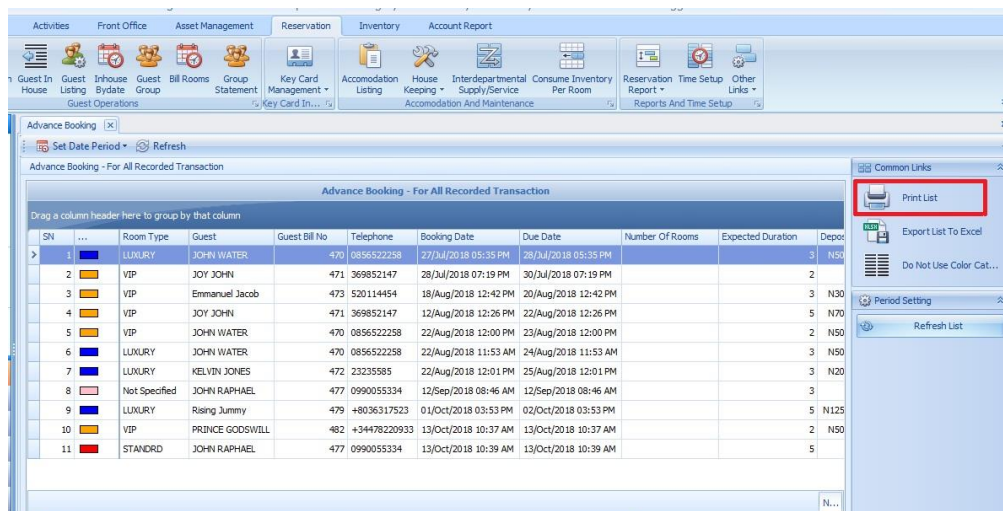 Activities Front Office Asset Management Reservation Inventory Account Report
Guest In House Guest Listing Inhouse Bydate Guest Group Bill Rooms Group Statement Key Card Management Accomodation Listing House Keeping Interdepartmental Supply/Service Consume Inventory Per Room Reservation Report Time Setup Other Links
Guest Operations Key Card In... Accomodation And Maintenance Reports And Time Setup
Advance Booking
Set Date Period Refresh
Advance Booking - For All Recorded Transaction
Advance Booking - For All Recorded Transaction
Drag a column header here to group by that column
SN ... Room Type Guest Guest Bill No Telephone Booking Date Due Date Number Of Rooms Expected Duration Depos
1 LUXURY JOHN WATER 470 0856522258 27/Jul/2018 05:35 PM 28/Jul/2018 05:35 PM 3 N50
2 VIP JOY JOHN 471 369852147 28/Jul/2018 07:19 PM 30/Jul/2018 07:19 PM 2
3 VIP Emmanuel Jacob 473 520114454 18/Aug/2018 12:42 PM 20/Aug/2018 12:42 PM 3 N30
4 VIP JOY JOHN 471 369852147 12/Aug/2018 12:26 PM 22/Aug/2018 12:26 PM 5 N70
5 VIP JOHN WATER 470 0856522258 22/Aug/2018 12:00 PM 23/Aug/2018 12:00 PM 2 N50
6 LUXURY JOHN WATER 470 0856522258 22/Aug/2018 11:53 AM 24/Aug/2018 11:53 AM 3 N50
7 LUXURY KELVIN JONES 472 23235585 22/Aug/2018 12:01 PM 25/Aug/2018 12:01 PM 3 N20
8 Not Specified JOHN RAPHAEL 477 0990055334 12/Sep/2018 08:46 AM 12/Sep/2018 08:46 AM 3
9 LUXURY Rising Jummy 479 +8036317523 01/Oct/2018 03:53 PM 02/Oct/2018 03:53 PM 5 N125
10 VIP PRINCE GODSWILL 482 +34478220933 13/Oct/2018 10:37 AM 13/Oct/2018 10:37 AM 2 N50
11 STANDRD JOHN RAPHAEL 477 0990055334 13/Oct/2018 10:39 AM 13/Oct/2018 10:39 AM 5
N...
Common Links
Print List
Export List To Excel
Do Not Use Color Cat...
Period Setting
Refresh List